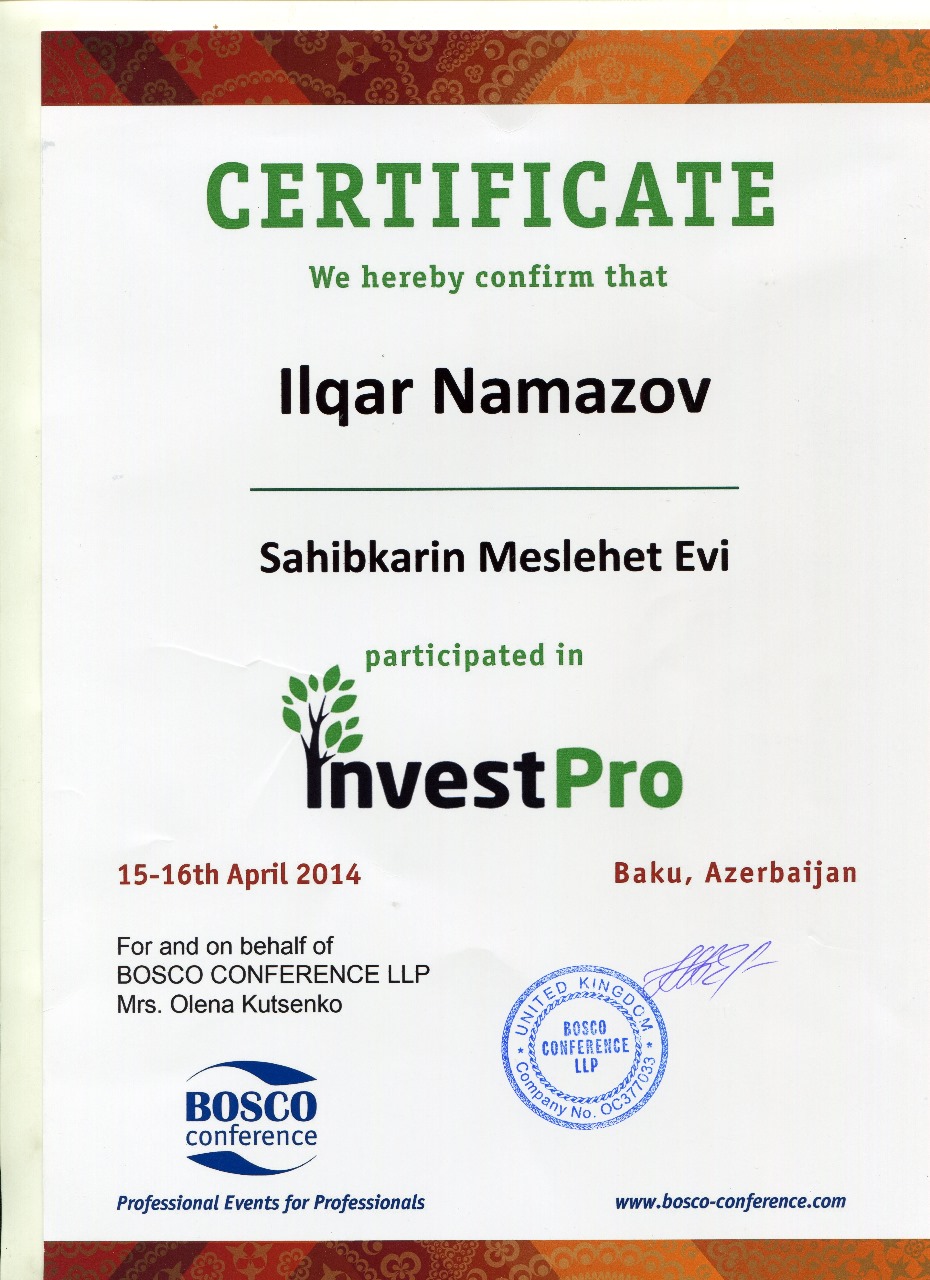 CERTIFICATE
We hereby confirm that
Ilqar Namazov
Sahibkarin Meslehet Evi
participated in
InvestPro
15-16th April 2014
Baku, Azerbaijan
For and on behalf of
BOSCO CONFERENCE LLP
Mrs. Olena Kutsenko
* UNITED KINGDOM *
BOSCO
CONFERENCE
LLP
Company No. OC377033
BOSCO
conference
Professional Events for Professionals
www.bosco-conference.com